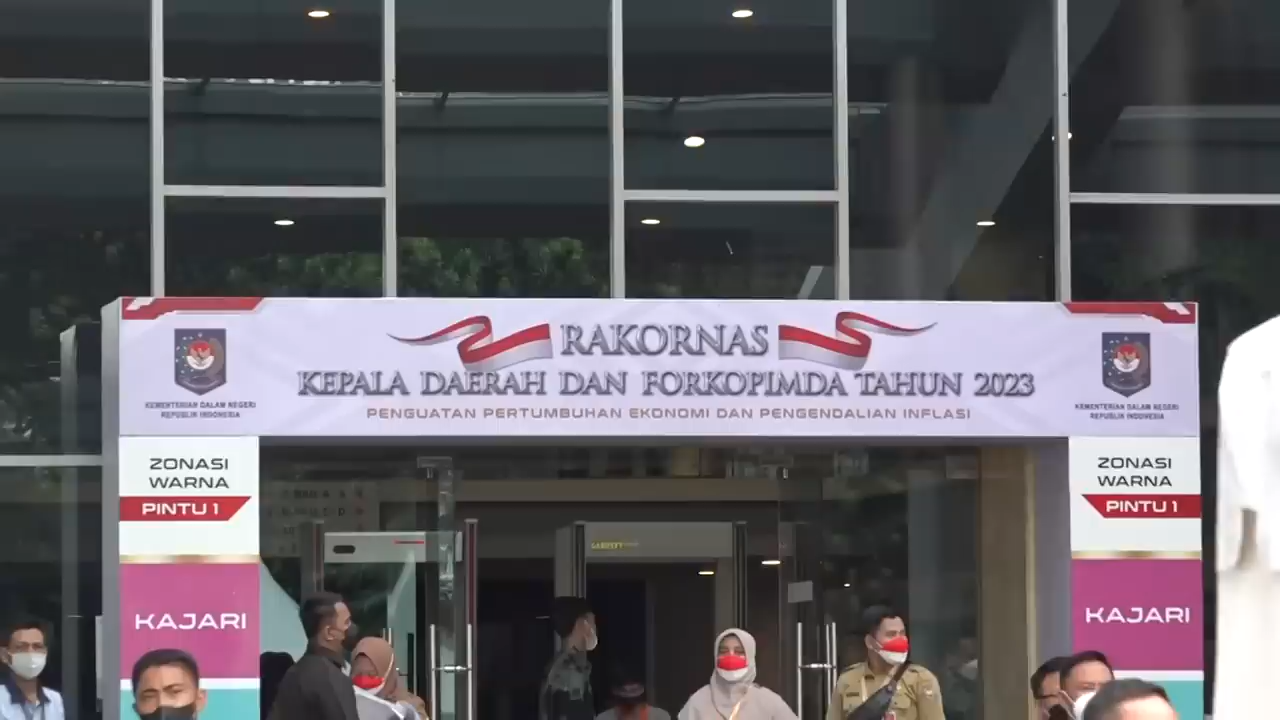 RAKORNAS
KEPALA DAERAH DAN FORKOPIMDA TAHUN 2023
PENGUATAN PERTUMBUHAN EKONOMI DAN PENGENDALIAN INFLASI
KEMENTERIAN DALAM NEGERI
REPUBLIK INDONESIA
KEMENTERIAN DALAM NEGERI
REPUBLIK INDONESIA
ZONASI
WARNA
PINTU 1
KAJARI
ZONASI
WARNA
PINTU 1
KAJARI